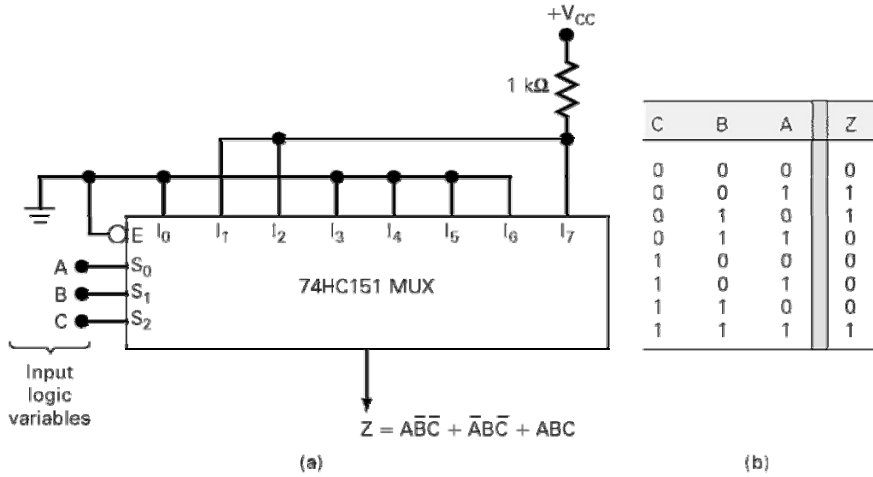 +V_CC
1 kΩ
E I₀ I₁ I₂ I₃ I₄ I₅ I₆ I₇
A S₀
B S₁
C S₂
74HC151 MUX
Input
logic
variables
Z = AB̅C̅ + A̅BC̅ + ABC
(a)
C B A Z
0 0 0 0
0 0 1 1
0 1 0 1
0 1 1 0
1 0 0 0
1 0 1 0
1 1 0 0
1 1 1 1
(b)